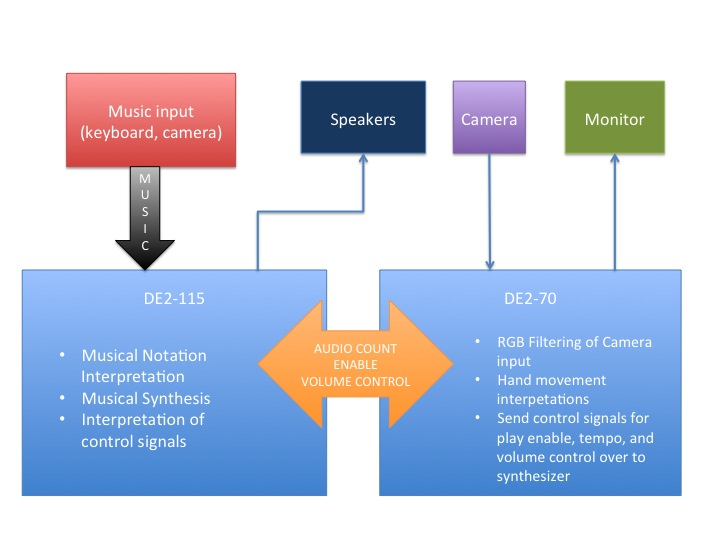 Music input
(keyboard, camera)
Speakers
Camera
Monitor
M
U
S
I
C
DE2-115
• Musical Notation
Interpretation
• Musical Synthesis
• Interpretation of
control signals
AUDIO COUNT
ENABLE
VOLUME CONTROL
DE2-70
• RGB Filtering of Camera
input
• Hand movement
interpetations
• Send control signals for
play enable, tempo, and
volume control over to
synthesizer